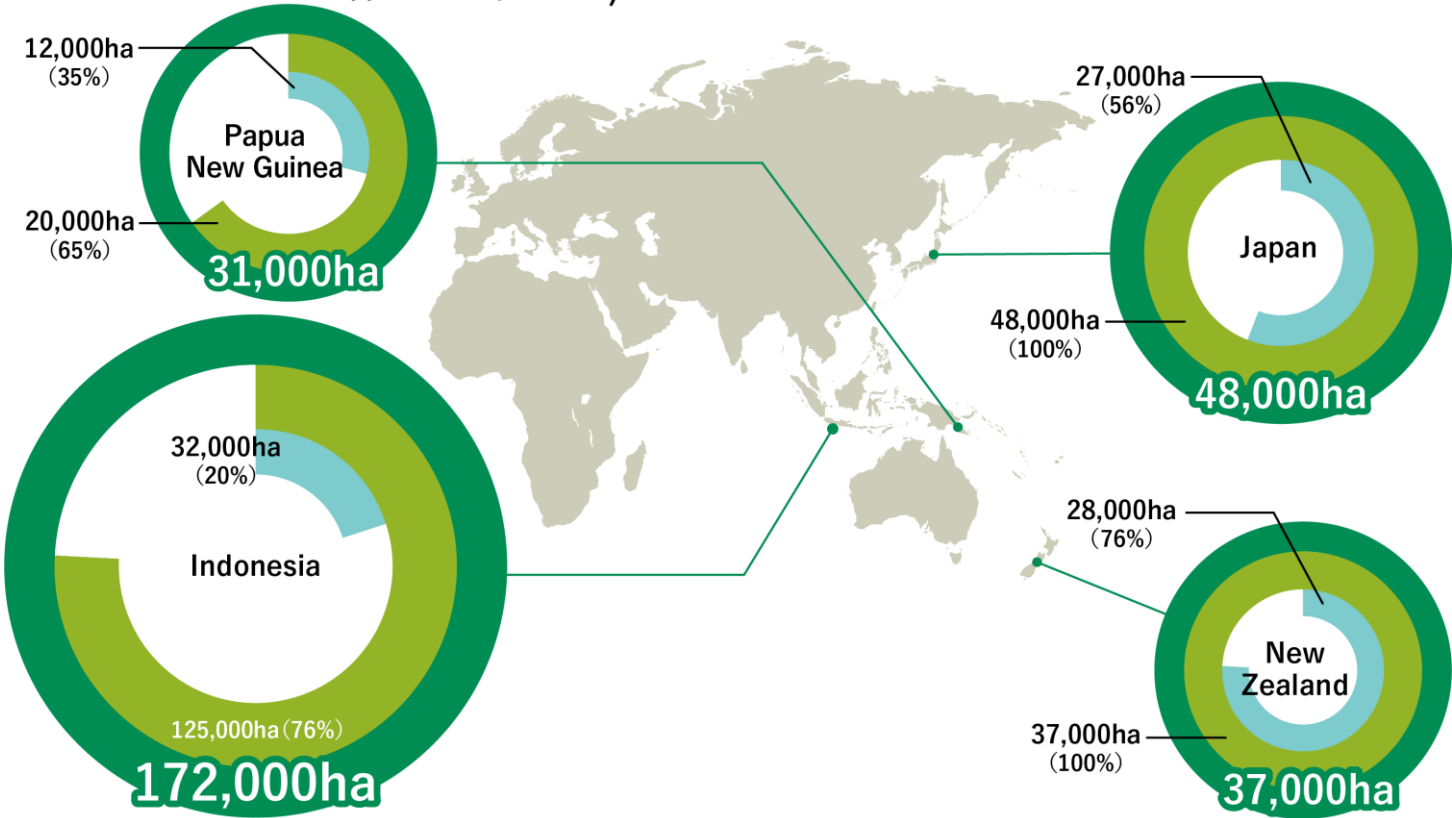 12,000ha
（35%）
Papua
New Guinea
20,000ha
（65%）
31,000ha
27,000ha
（56%）
Japan
48,000ha
（100%）
48,000ha
32,000ha
（20%）
Indonesia
125,000ha（76%）
172,000ha
28,000ha
（76%）
New
Zealand
37,000ha
（100%）
37,000ha